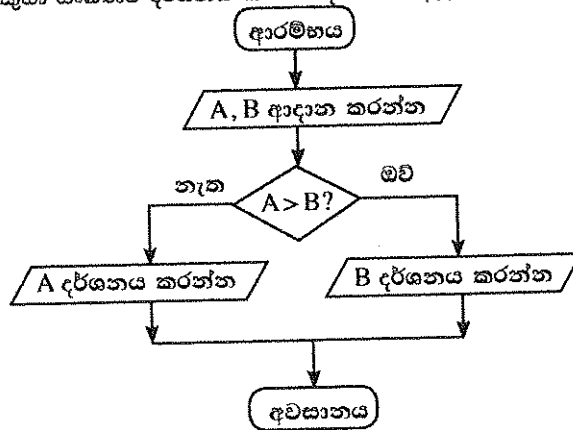 ආරම්භය
A, B ආදාන කරන්න
නැත
ඔව්
A > B?
A දර්ශනය කරන්න
B දර්ශනය කරන්න
අවසානය